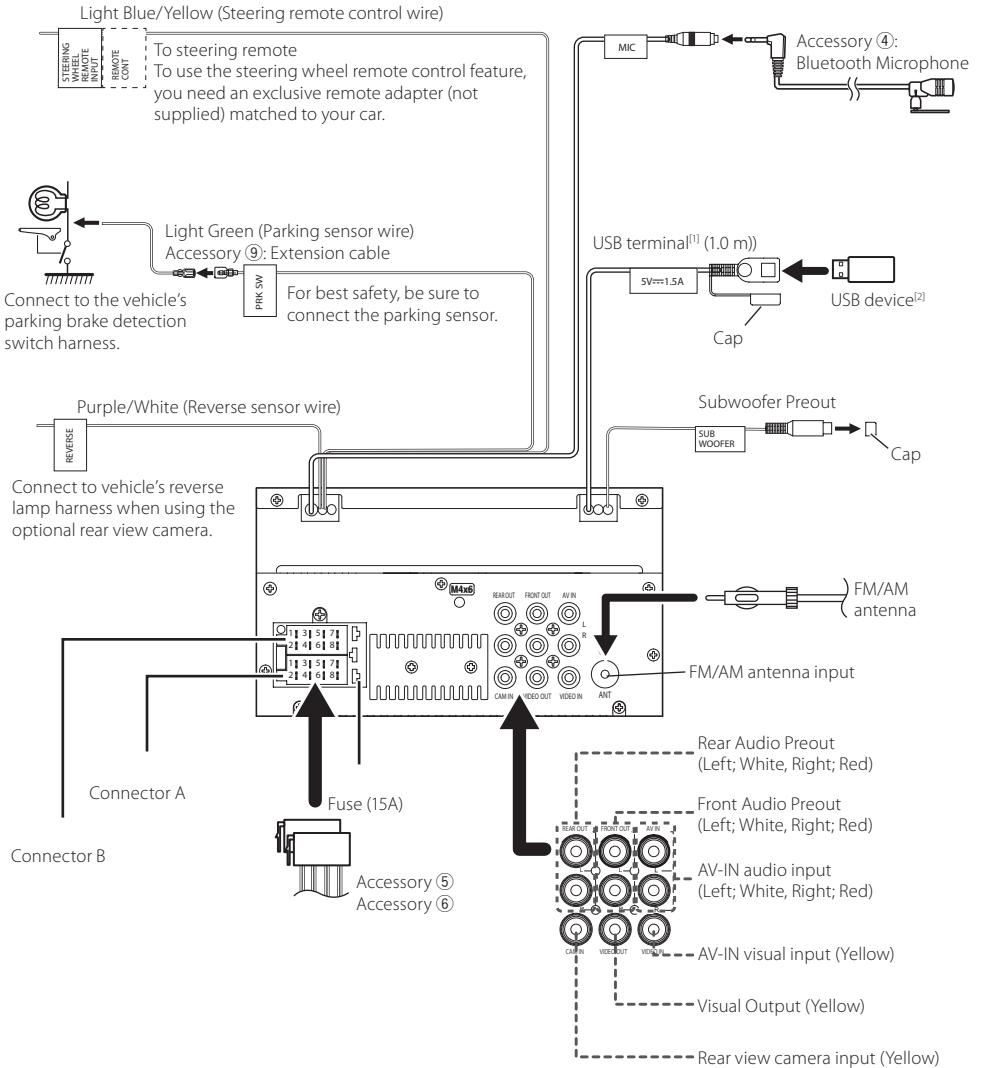 Light Blue/Yellow (Steering remote control wire)
STEERING
WHEEL
REMOTE
INPUT
REMOTE
CONT
To steering remote
To use the steering wheel remote control feature,
you need an exclusive remote adapter (not
supplied) matched to your car.
MIC
Accessory ④:
Bluetooth Microphone
Light Green (Parking sensor wire)
Accessory ⑨: Extension cable
PRK SW
For best safety, be sure to
connect the parking sensor.
Connect to the vehicle's
parking brake detection
switch harness.
USB terminal[1] (1.0 m))
5V⎓1.5A
Cap
USB device[2]
Purple/White (Reverse sensor wire)
REVERSE
Connect to vehicle's reverse
lamp harness when using the
optional rear view camera.
Subwoofer Preout
SUB
WOOFER
Cap
M4x6
REAR OUT FRONT OUT AV IN
L
R
CAM IN VIDEO OUT VIDEO IN
ANT
1 3 5 7
2 4 6 8
1 3 5 7
2 4 6 8
FM/AM
antenna
FM/AM antenna input
Connector A
Connector B
Fuse (15A)
Accessory ⑤
Accessory ⑥
REAR OUT FRONT OUT AV IN
L L L
R R R
CAM IN VIDEO OUT VIDEO IN
Rear Audio Preout
(Left; White, Right; Red)
Front Audio Preout
(Left; White, Right; Red)
AV-IN audio input
(Left; White, Right; Red)
AV-IN visual input (Yellow)
Visual Output (Yellow)
Rear view camera input (Yellow)